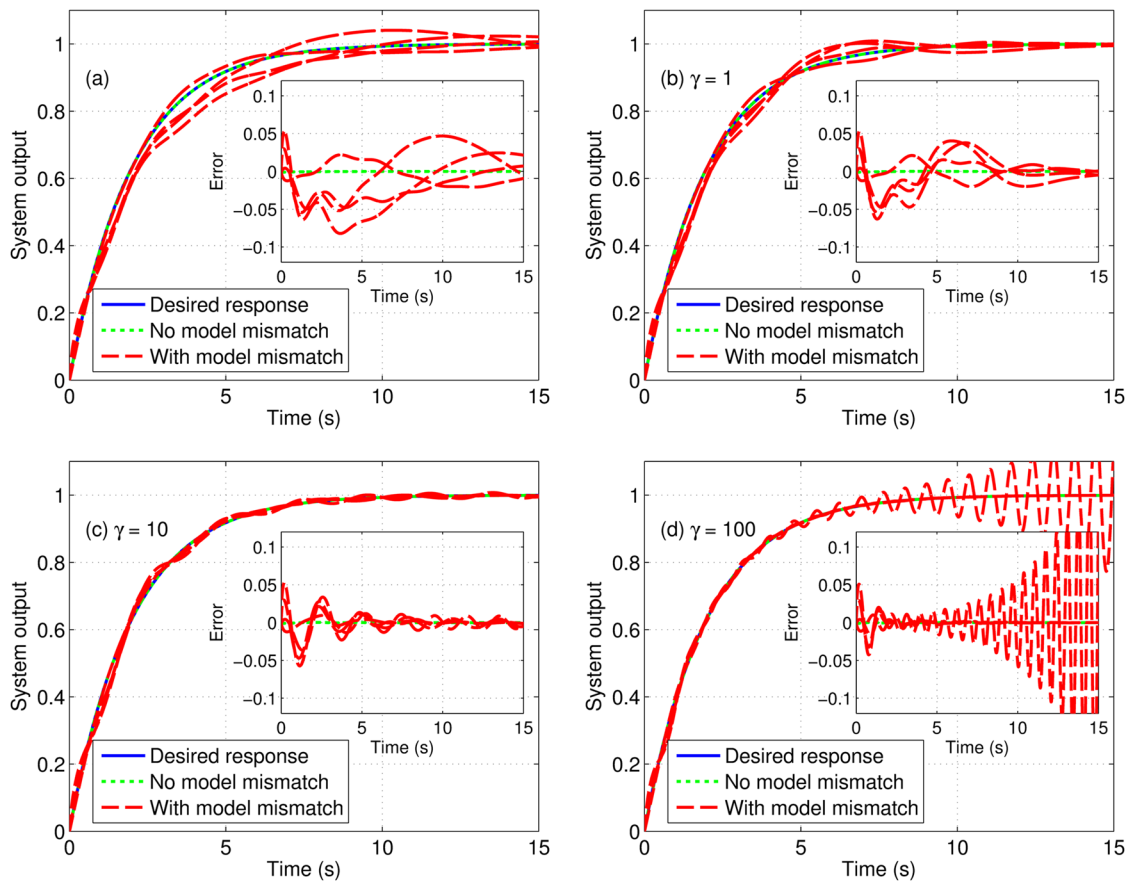 (a)
System output
1
0.8
0.6
0.4
0.2
0
0
5
10
15
Time (s)
Error
0.1
0.05
0
−0.05
−0.1
0
5
10
15
Time (s)
Desired response
No model mismatch
With model mismatch
(b) γ = 1
System output
1
0.8
0.6
0.4
0.2
0
0
5
10
15
Time (s)
Error
0.1
0.05
0
−0.05
−0.1
0
5
10
15
Time (s)
Desired response
No model mismatch
With model mismatch
(c) γ = 10
System output
1
0.8
0.6
0.4
0.2
0
0
5
10
15
Time (s)
Error
0.1
0.05
0
−0.05
−0.1
0
5
10
15
Time (s)
Desired response
No model mismatch
With model mismatch
(d) γ = 100
System output
1
0.8
0.6
0.4
0.2
0
0
5
10
15
Time (s)
Error
0.1
0.05
0
−0.05
−0.1
0
5
10
15
Time (s)
Desired response
No model mismatch
With model mismatch